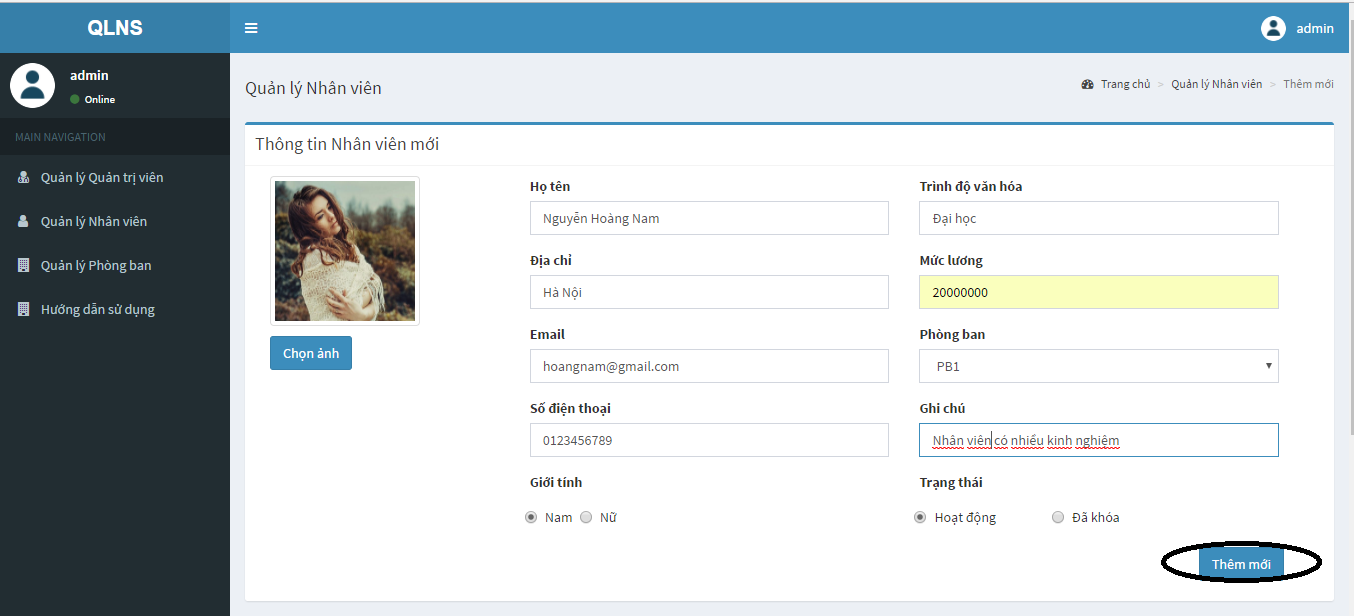 QLNS
admin
admin
Online
MAIN NAVIGATION
Quản lý Quản trị viên
Quản lý Nhân viên
Quản lý Phòng ban
Hướng dẫn sử dụng
Quản lý Nhân viên
Trang chủ > Quản lý Nhân viên > Thêm mới
Thông tin Nhân viên mới
Chọn ảnh
Họ tên
Nguyễn Hoàng Nam
Địa chỉ
Hà Nội
Email
hoangnam@gmail.com
Số điện thoại
0123456789
Giới tính
Nam Nữ
Trình độ văn hóa
Đại học
Mức lương
20000000
Phòng ban
PB1
Ghi chú
Nhân viên có nhiều kinh nghiệm
Trạng thái
Hoạt động Đã khóa
Thêm mới